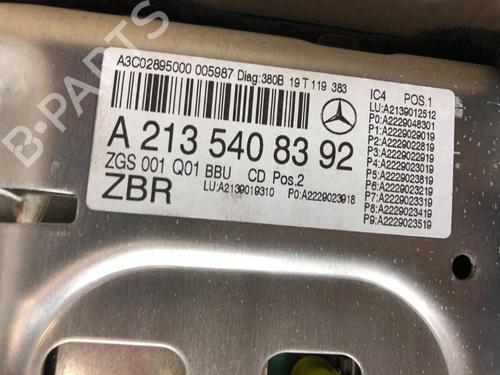 A3C02895000 005987 Diag:380B 19 T 119 383
A 213 540 83 92
ZGS 001 Q01 BBU CD Pos.2
ZBR LU:A2139019310 P0:A2229023918
IC4 POS.1
LU:A2139012512
P0:A2229048301
P1:A2229029019
P2:A2229022819
P3:A2229022919
P4:A2229023019
P5:A2229023819
P6:A2229023219
P7:A2229023319
P8:A2229023419
P9:A2229023519
B-PARTS